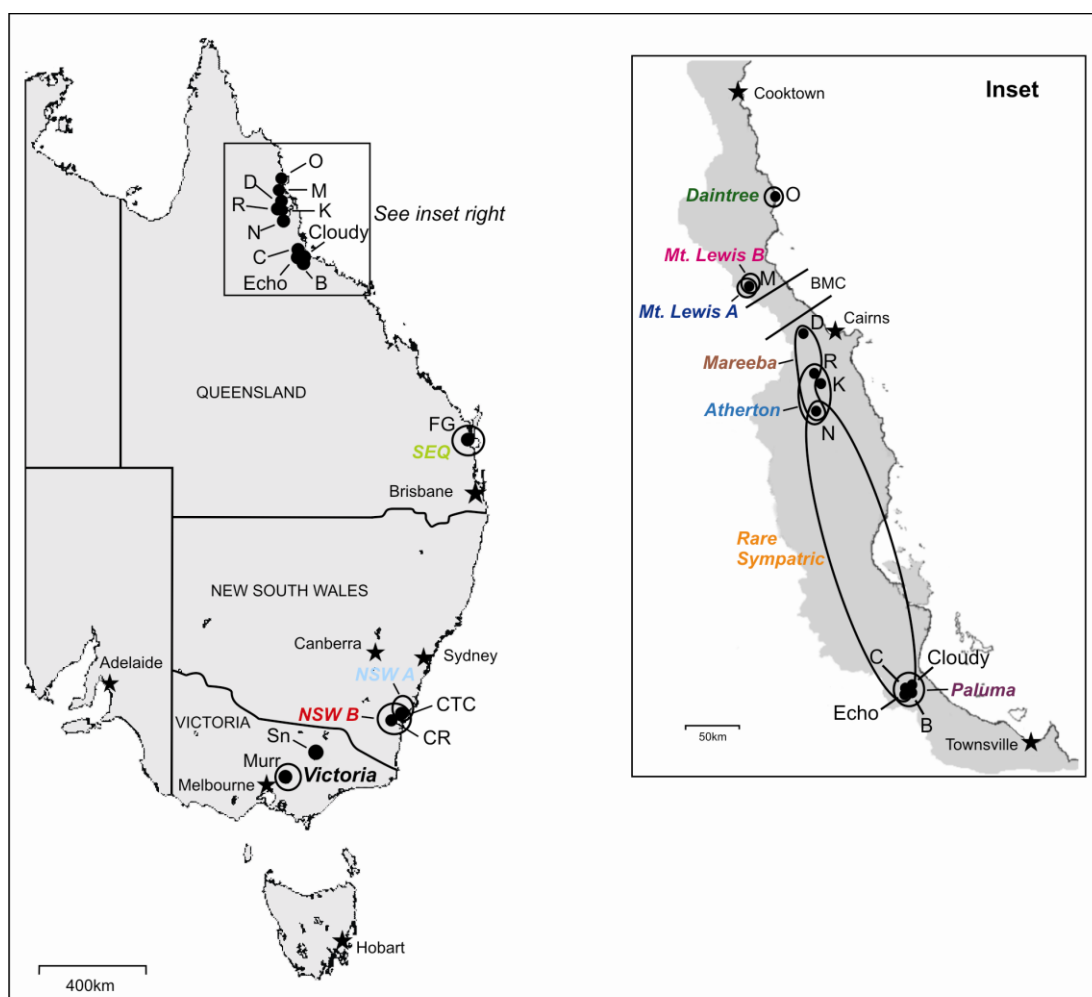 O
D
M
R
K
See inset right
N
Cloudy
C
Echo
B
QUEENSLAND
FG
SEQ
Brisbane
NEW SOUTH WALES
Canberra
Sydney
Adelaide
NSW A
CTC
NSW B
VICTORIA
CR
Sn
Murr
Victoria
Melbourne
Hobart
400km
Inset
Cooktown
Daintree
O
Mt. Lewis B
M
BMC
Mt. Lewis A
Cairns
D
Mareeba
R
K
Atherton
N
Rare
Sympatric
C
Cloudy
Paluma
Echo
B
50km
Townsville